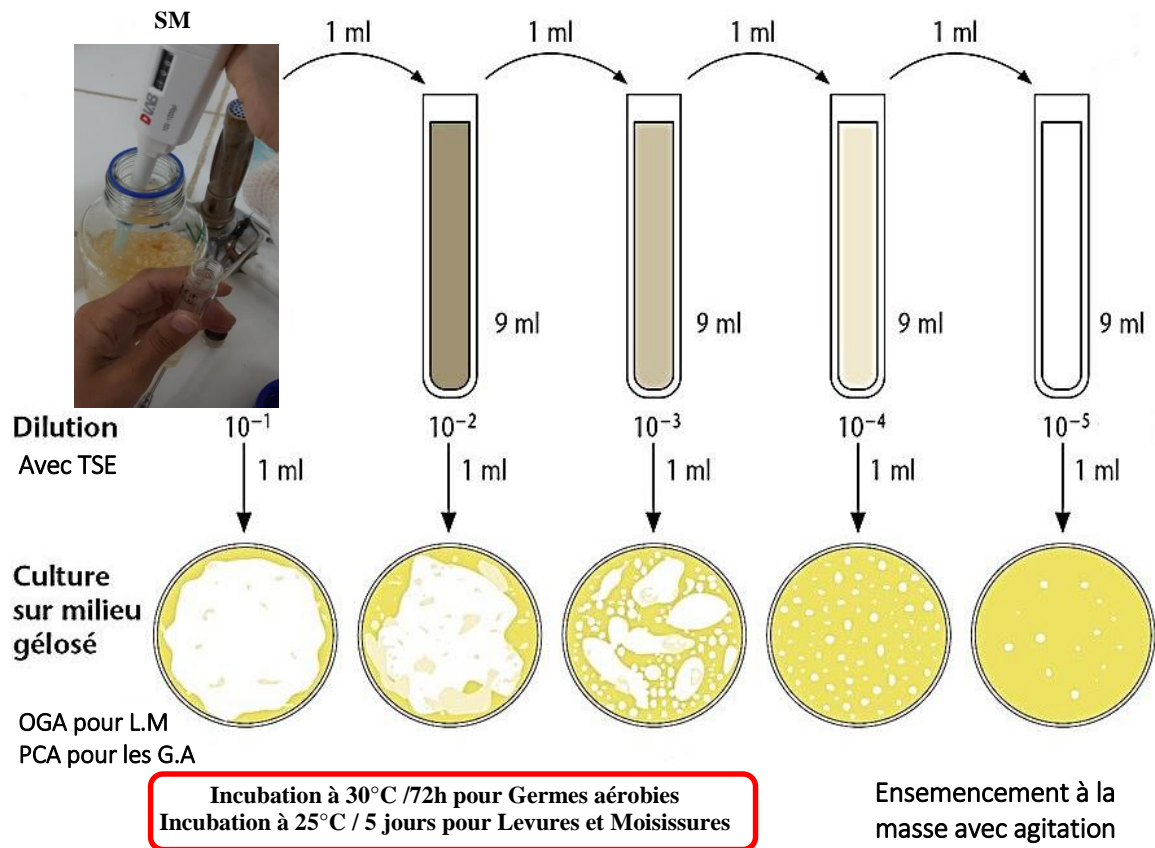 SM
1 ml
1 ml
1 ml
1 ml
9 ml
9 ml
9 ml
9 ml
Dilution
10⁻¹
10⁻²
10⁻³
10⁻⁴
10⁻⁵
Avec TSE
1 ml
1 ml
1 ml
1 ml
1 ml
Culture
sur milieu
gélosé
OGA pour L.M
PCA pour les G.A
Incubation à 30°C /72h pour Germes aérobies
Incubation à 25°C / 5 jours pour Levures et Moisissures
Ensemencement à la
masse avec agitation